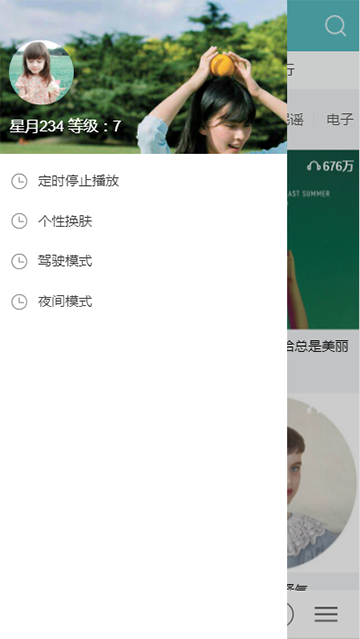 行
谣
电子
676万
AST SUMMER
星月234 等级：7
定时停止播放
个性换肤
驾驶模式
夜间模式
总是美丽